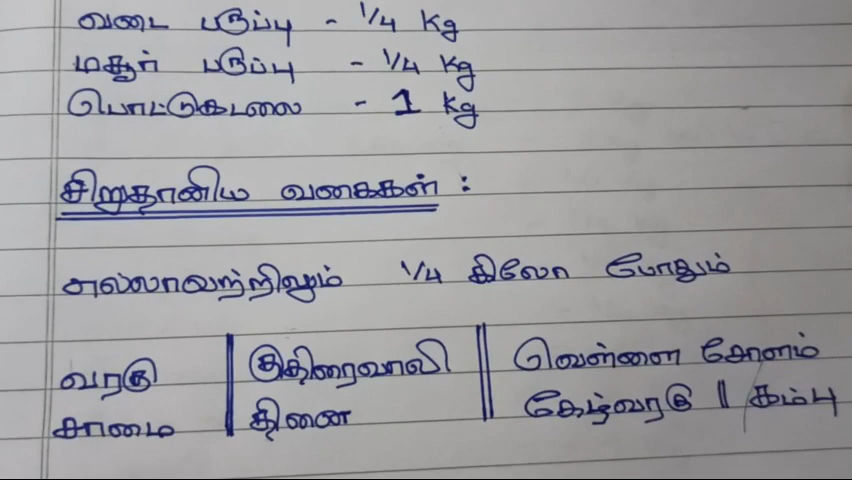 வடை பருப்பு - 1/4 Kg
மசூர் பருப்பு - 1/4 Kg
பொட்டுகடலை - 1 Kg
சிறுதானிய வகைகள் :
எல்லாவற்றிலும் 1/4 கிலோ போதும்
வரகு | குதிரைவாலி || வெள்ளை சோளம்
சாமை | தினை || கேழ்வரகு || கம்பு